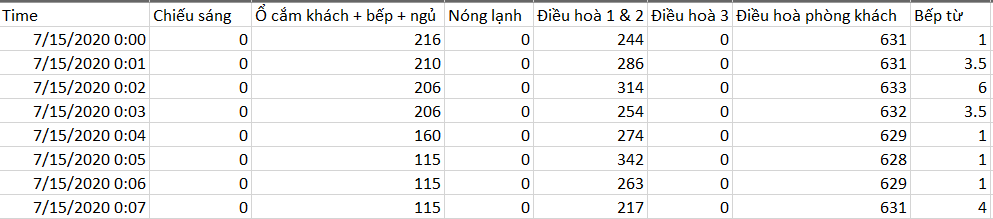 Time Chiếu sáng Ổ cắm khách + bếp + ngủ Nóng lạnh Điều hoà 1 & 2 Điều hoà 3 Điều hoà phòng khách Bếp từ
7/15/2020 0:00 0 216 0 244 0 631 1
7/15/2020 0:01 0 210 0 286 0 631 3.5
7/15/2020 0:02 0 206 0 314 0 633 6
7/15/2020 0:03 0 206 0 254 0 632 3.5
7/15/2020 0:04 0 160 0 274 0 629 1
7/15/2020 0:05 0 115 0 342 0 628 1
7/15/2020 0:06 0 115 0 263 0 629 1
7/15/2020 0:07 0 115 0 217 0 631 4